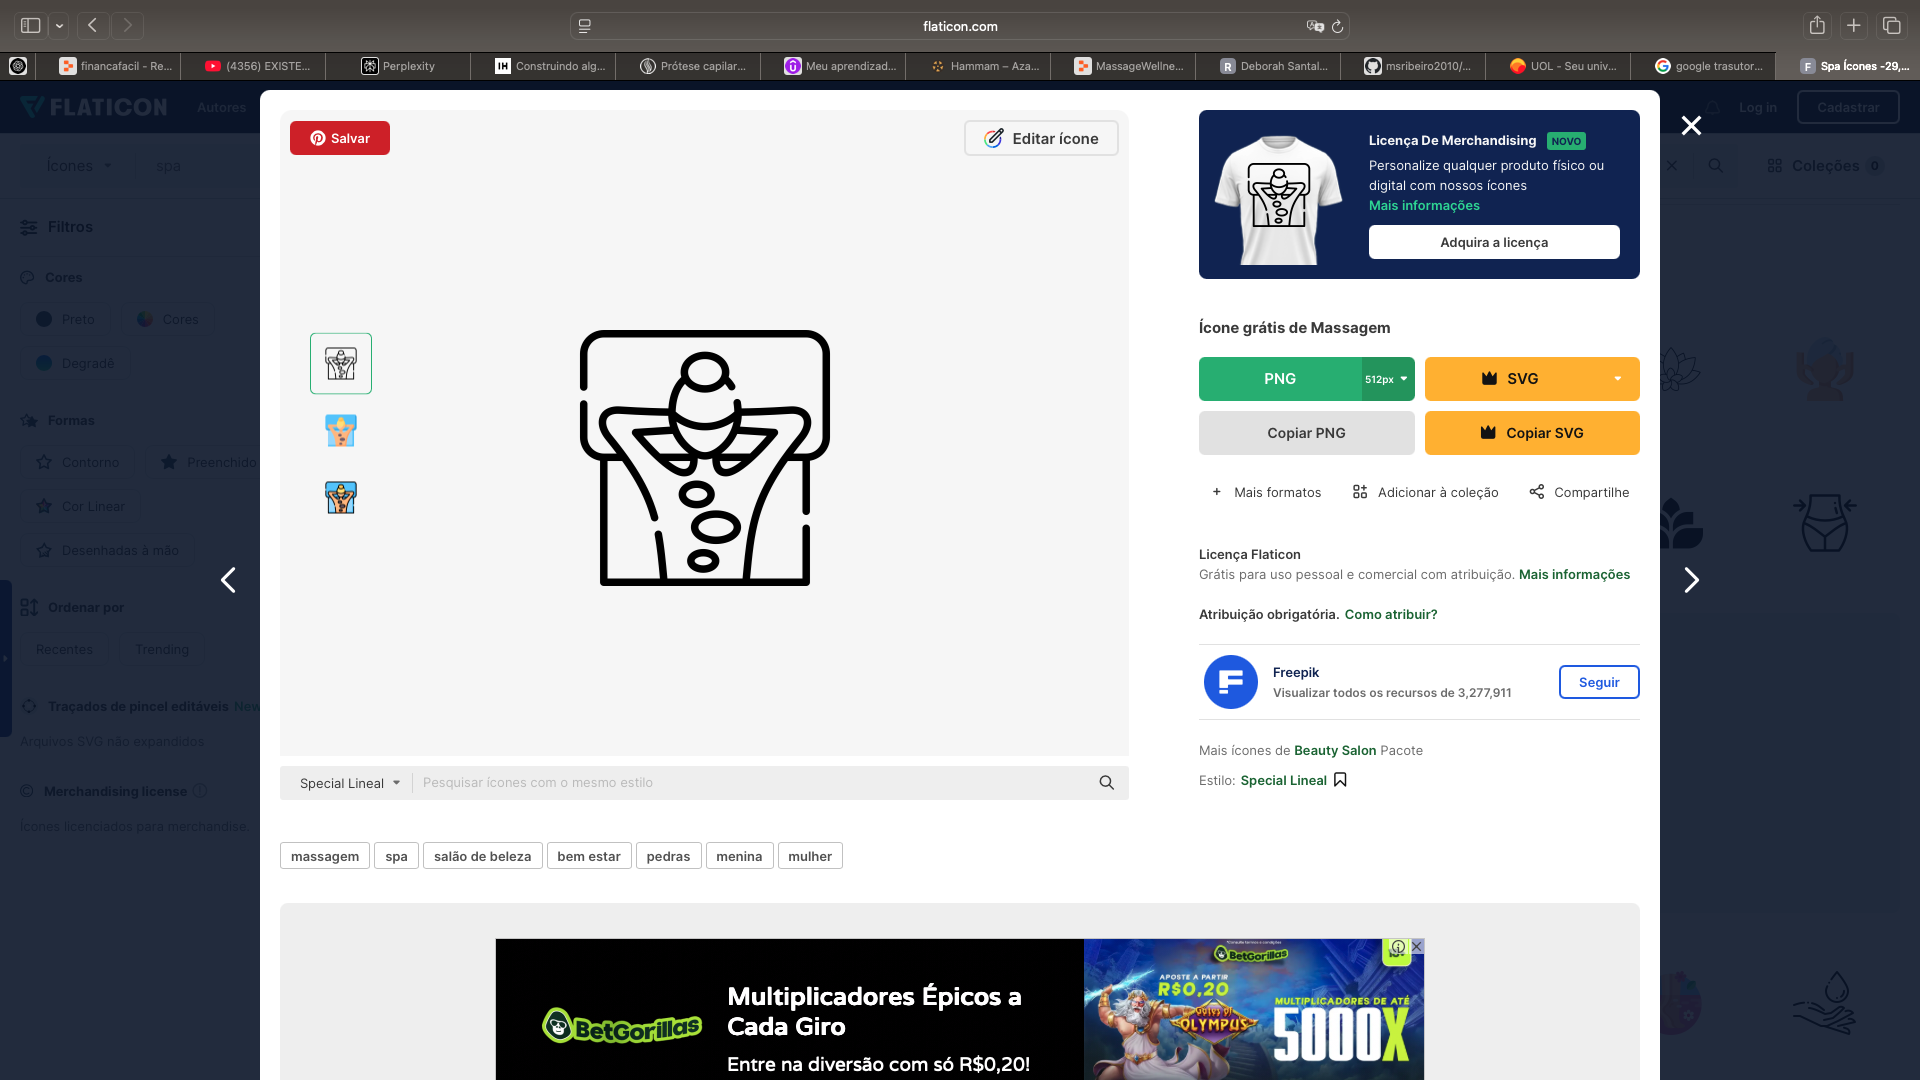 flaticon.com
financafacil - Re...
(4356) EXISTE...
Perplexity
IH
Construindo alg...
Prótese capilar...
Meu aprendizad...
Hammam – Aza...
MassageWellne...
R
Deborah Santal...
msribeiro2010/...
UOL - Seu univ...
google trasutor...
F
Spa Ícones -29,...
FLATICON
Autores
Log in
Cadastrar
Ícones
spa
Coleções
0
Filtros
Cores
Preto
Cores
Degradê
Formas
Contorno
Preenchido
Cor Linear
Desenhadas à mão
Ordenar por
Recentes
Trending
Traçados de pincel editáveis
New
Arquivos SVG não expandidos
Merchandising license
Ícones licenciados para merchandise.
Salvar
Editar ícone
Special Lineal
Pesquisar ícones com o mesmo estilo
massagem
spa
salão de beleza
bem estar
pedras
menina
mulher
Licença De Merchandising
NOVO
Personalize qualquer produto físico ou
digital com nossos ícones
Mais informações
Adquira a licença
Ícone grátis de Massagem
PNG
512px
SVG
Copiar PNG
Copiar SVG
+ Mais formatos
Adicionar à coleção
Compartilhe
Licença Flaticon
Grátis para uso pessoal e comercial com atribuição. Mais informações
Atribuição obrigatória. Como atribuir?
Freepik
Visualizar todos os recursos de 3,277,911
Seguir
Mais ícones de Beauty Salon Pacote
Estilo: Special Lineal
BetGorillas
Multiplicadores Épicos a
Cada Giro
Entre na diversão com só R$0,20!
BetGorillas
APOSTE A PARTIR
R$0,20
OLYMPUS
MULTIPLICADORES DE ATÉ
5000X